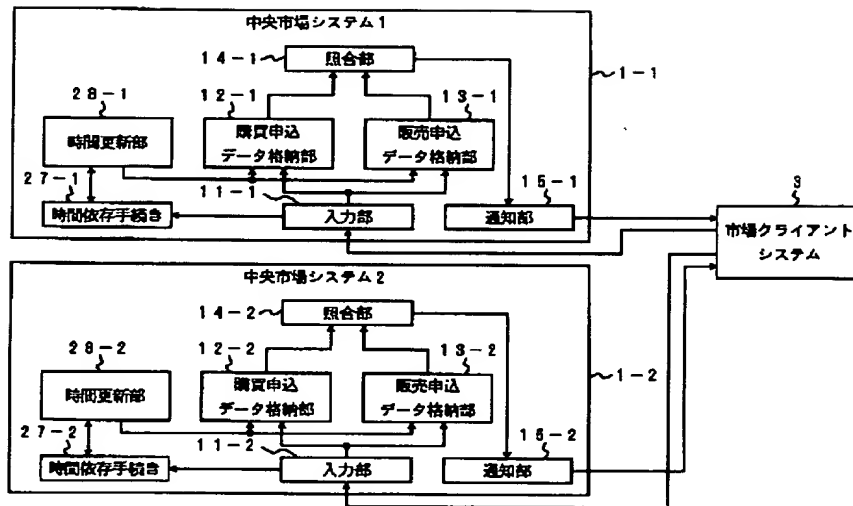 中央市場システム1
14-1
照合部
1-1
28-1
12-1
13-1
時間更新部
購買申込
データ格納部
販売申込
データ格納部
27-1
11-1
15-1
3
時間依存手続き
入力部
通知部
市場クライアント
システム
中央市場システム2
14-2
照合部
28-2
12-2
13-2
時間更新部
購買申込
データ格納部
販売申込
データ格納部
1-2
27-2
11-2
15-2
時間依存手続き
入力部
通知部